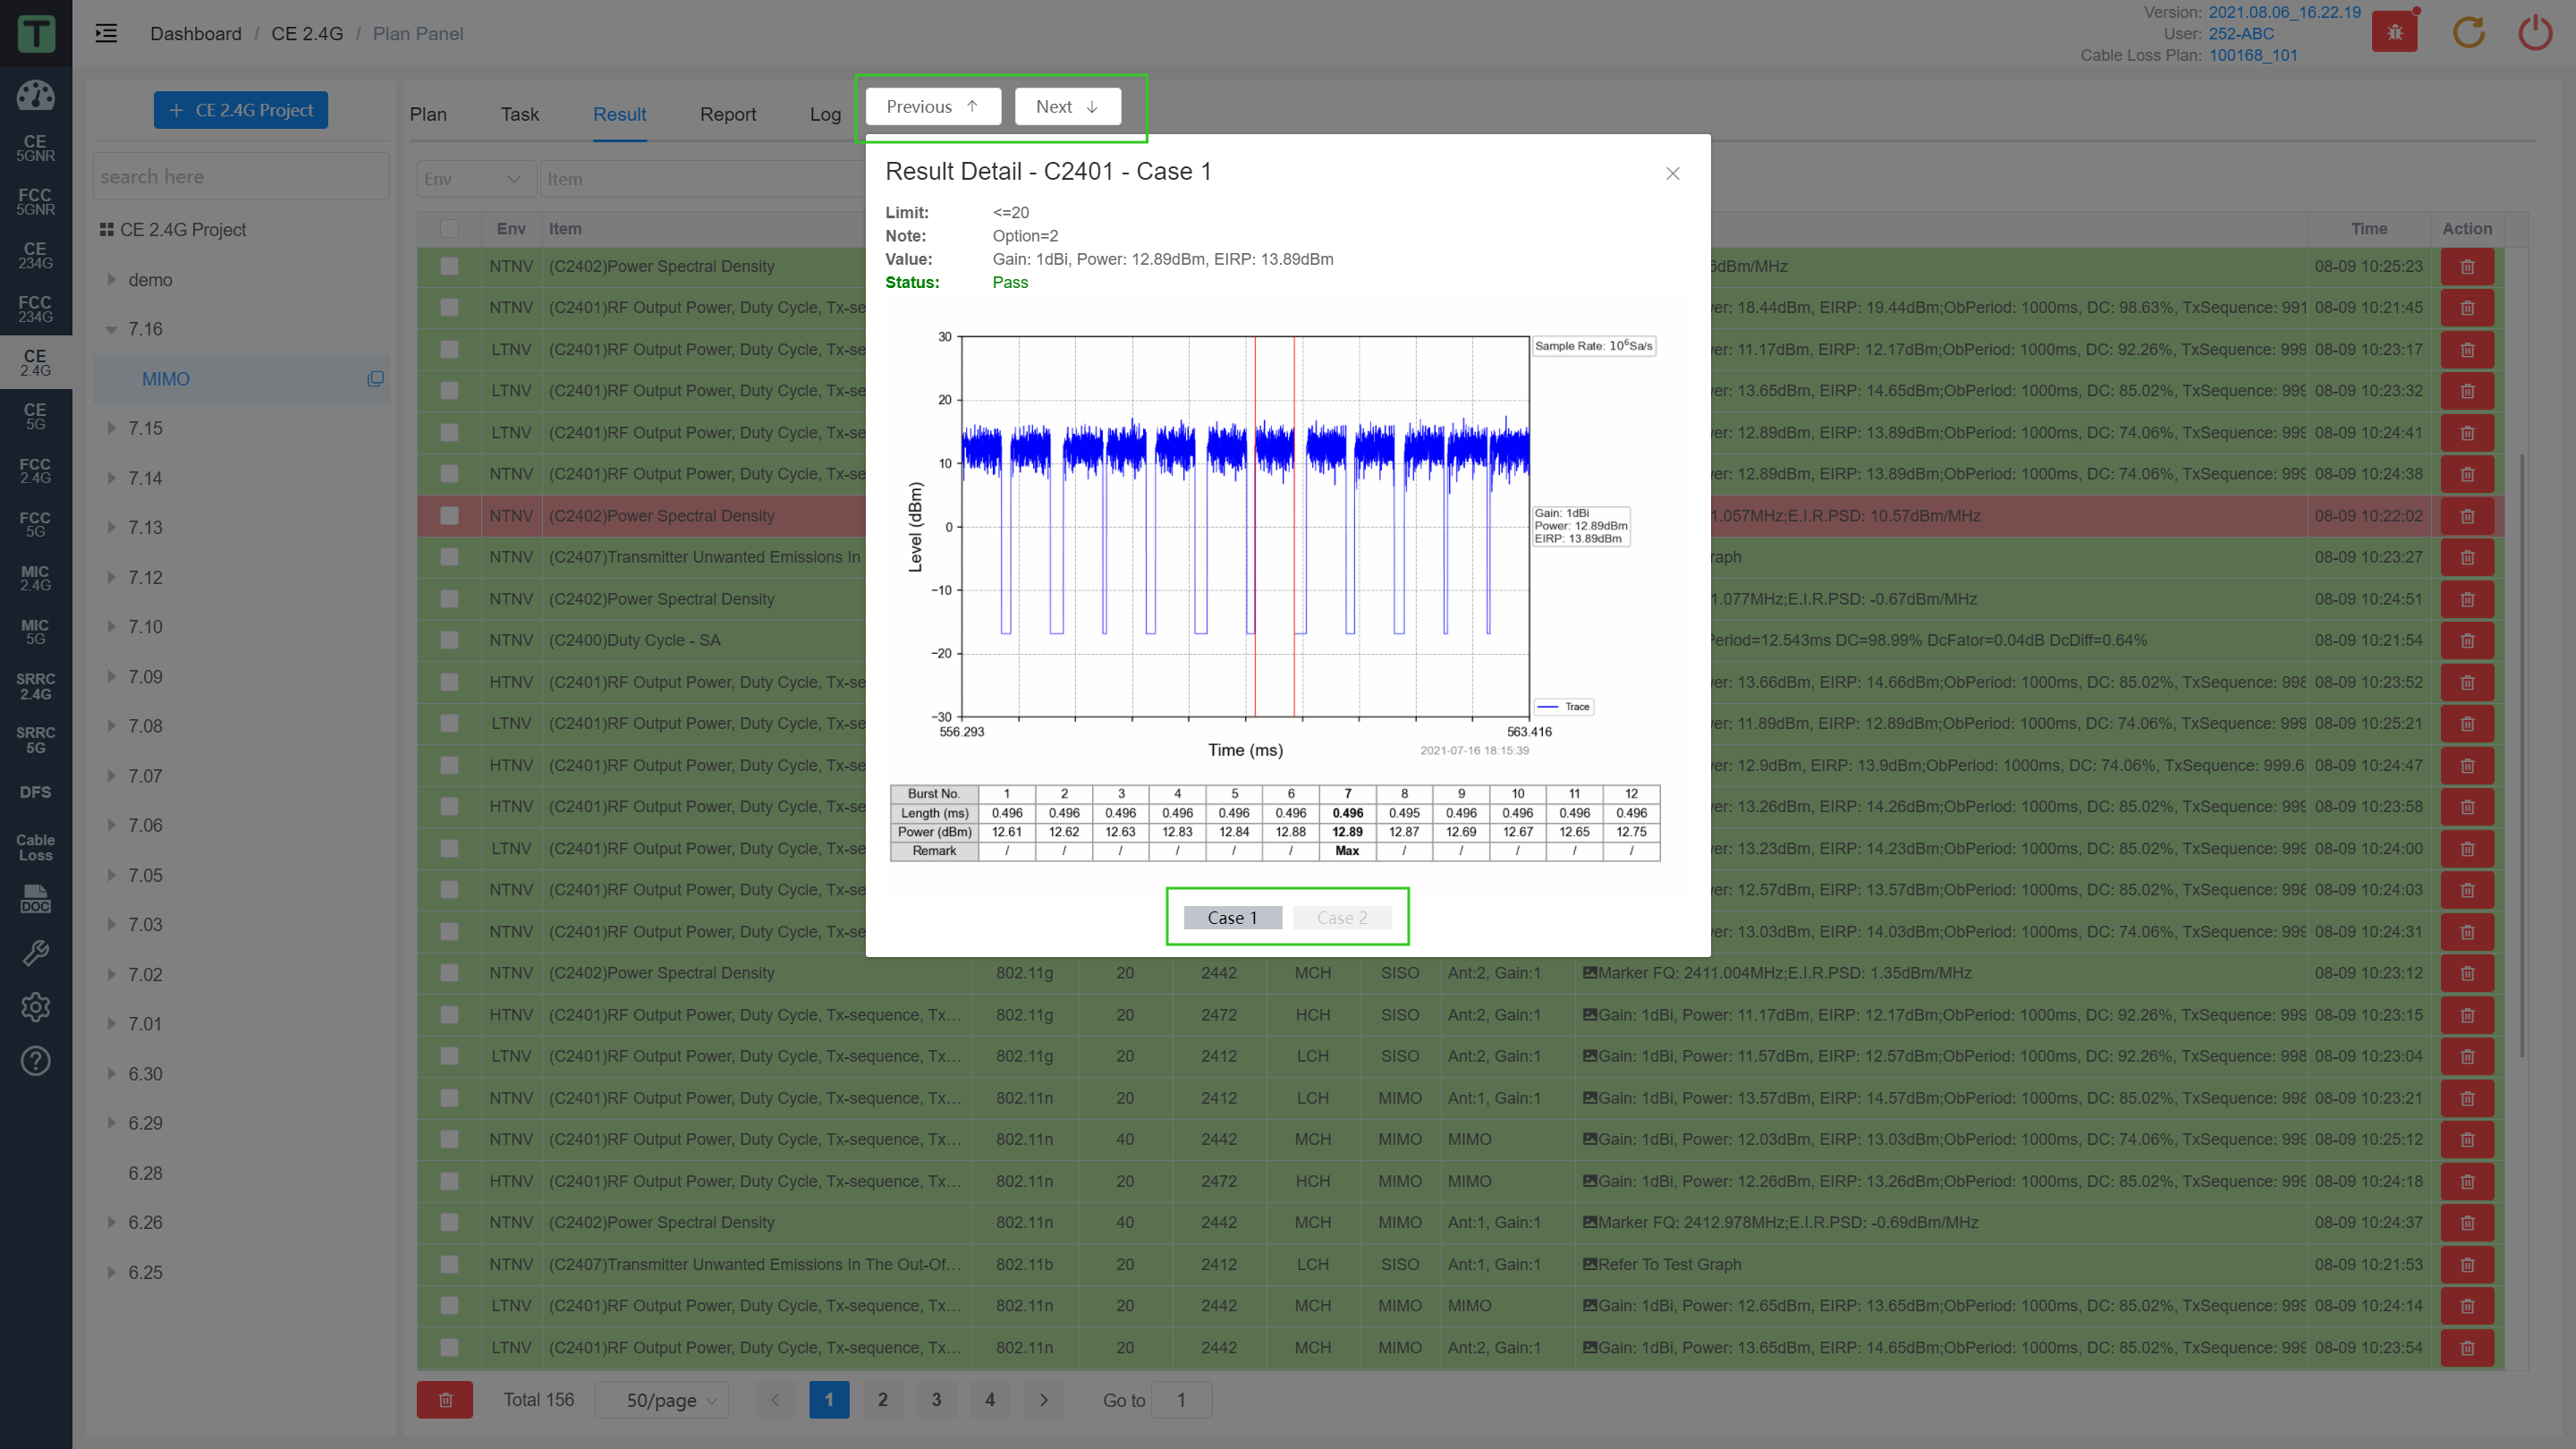 T
Dashboard / CE 2.4G / Plan Panel
Version: 2021.08.06_16.22.19
User: 252-ABC
Cable Loss Plan: 100168_101
CE 5GNR
FCC 5GNR
CE 234G
FCC 234G
CE 2.4G
CE 5G
FCC 2.4G
FCC 5G
MIC 2.4G
MIC 5G
SRRC 2.4G
SRRC 5G
DFS
Cable Loss
DOC
+ CE 2.4G Project
search here
CE 2.4G Project
demo
7.16
MIMO
7.15
7.14
7.13
7.12
7.10
7.09
7.08
7.07
7.06
7.05
7.03
7.02
7.01
6.30
6.29
6.28
6.26
6.25
Plan Task Result Report Log
Previous ↑ Next ↓
Env Item
Env Item Time Action
NTNV (C2402)Power Spectral Density 6dBm/MHz 08-09 10:25:23
NTNV (C2401)RF Output Power, Duty Cycle, Tx-se er: 18.44dBm, EIRP: 19.44dBm;ObPeriod: 1000ms, DC: 98.63%, TxSequence: 991 08-09 10:21:45
LTNV (C2401)RF Output Power, Duty Cycle, Tx-se er: 11.17dBm, EIRP: 12.17dBm;ObPeriod: 1000ms, DC: 92.26%, TxSequence: 999 08-09 10:23:17
LTNV (C2401)RF Output Power, Duty Cycle, Tx-se er: 13.65dBm, EIRP: 14.65dBm;ObPeriod: 1000ms, DC: 85.02%, TxSequence: 999 08-09 10:23:32
LTNV (C2401)RF Output Power, Duty Cycle, Tx-se er: 12.89dBm, EIRP: 13.89dBm;ObPeriod: 1000ms, DC: 74.06%, TxSequence: 999 08-09 10:24:41
NTNV (C2401)RF Output Power, Duty Cycle, Tx-se er: 12.89dBm, EIRP: 13.89dBm;ObPeriod: 1000ms, DC: 74.06%, TxSequence: 999 08-09 10:24:38
NTNV (C2402)Power Spectral Density 1.057MHz;E.I.R.PSD: 10.57dBm/MHz 08-09 10:22:02
NTNV (C2407)Transmitter Unwanted Emissions In raph 08-09 10:23:27
NTNV (C2402)Power Spectral Density 1.077MHz;E.I.R.PSD: -0.67dBm/MHz 08-09 10:24:51
NTNV (C2400)Duty Cycle - SA Period=12.543ms DC=98.99% DcFator=0.04dB DcDiff=0.64% 08-09 10:21:54
HTNV (C2401)RF Output Power, Duty Cycle, Tx-se er: 13.66dBm, EIRP: 14.66dBm;ObPeriod: 1000ms, DC: 85.02%, TxSequence: 999 08-09 10:23:52
LTNV (C2401)RF Output Power, Duty Cycle, Tx-se er: 11.89dBm, EIRP: 12.89dBm;ObPeriod: 1000ms, DC: 74.06%, TxSequence: 999 08-09 10:25:21
HTNV (C2401)RF Output Power, Duty Cycle, Tx-se er: 12.9dBm, EIRP: 13.9dBm;ObPeriod: 1000ms, DC: 74.06%, TxSequence: 999.6 08-09 10:24:47
HTNV (C2401)RF Output Power, Duty Cycle, Tx-se er: 13.26dBm, EIRP: 14.26dBm;ObPeriod: 1000ms, DC: 85.02%, TxSequence: 999 08-09 10:23:58
LTNV (C2401)RF Output Power, Duty Cycle, Tx-se er: 13.23dBm, EIRP: 14.23dBm;ObPeriod: 1000ms, DC: 85.02%, TxSequence: 999 08-09 10:24:00
NTNV (C2401)RF Output Power, Duty Cycle, Tx-se er: 12.57dBm, EIRP: 13.57dBm;ObPeriod: 1000ms, DC: 85.02%, TxSequence: 998 08-09 10:24:03
NTNV (C2401)RF Output Power, Duty Cycle, Tx-se er: 13.03dBm, EIRP: 14.03dBm;ObPeriod: 1000ms, DC: 74.06%, TxSequence: 999 08-09 10:24:31
NTNV (C2402)Power Spectral Density 802.11g 20 2442 MCH SISO Ant:2, Gain:1 Marker FQ: 2411.004MHz;E.I.R.PSD: 1.35dBm/MHz 08-09 10:23:12
HTNV (C2401)RF Output Power, Duty Cycle, Tx-sequence, Tx... 802.11g 20 2472 HCH SISO Ant:2, Gain:1 Gain: 1dBi, Power: 11.17dBm, EIRP: 12.17dBm;ObPeriod: 1000ms, DC: 92.26%, TxSequence: 999 08-09 10:23:15
LTNV (C2401)RF Output Power, Duty Cycle, Tx-sequence, Tx... 802.11g 20 2412 LCH SISO Ant:2, Gain:1 Gain: 1dBi, Power: 11.57dBm, EIRP: 12.57dBm;ObPeriod: 1000ms, DC: 92.26%, TxSequence: 998 08-09 10:23:04
NTNV (C2401)RF Output Power, Duty Cycle, Tx-sequence, Tx... 802.11n 20 2412 LCH MIMO Ant:1, Gain:1 Gain: 1dBi, Power: 13.57dBm, EIRP: 14.57dBm;ObPeriod: 1000ms, DC: 85.02%, TxSequence: 998 08-09 10:23:21
NTNV (C2401)RF Output Power, Duty Cycle, Tx-sequence, Tx... 802.11n 40 2442 MCH MIMO MIMO Gain: 1dBi, Power: 12.03dBm, EIRP: 13.03dBm;ObPeriod: 1000ms, DC: 74.06%, TxSequence: 999 08-09 10:25:12
HTNV (C2401)RF Output Power, Duty Cycle, Tx-sequence, Tx... 802.11n 20 2472 HCH MIMO MIMO Gain: 1dBi, Power: 12.26dBm, EIRP: 13.26dBm;ObPeriod: 1000ms, DC: 85.02%, TxSequence: 999 08-09 10:24:18
NTNV (C2402)Power Spectral Density 802.11n 40 2442 MCH MIMO Ant:1, Gain:1 Marker FQ: 2412.978MHz;E.I.R.PSD: -0.69dBm/MHz 08-09 10:24:37
NTNV (C2407)Transmitter Unwanted Emissions In The Out-Of... 802.11b 20 2412 LCH SISO Ant:1, Gain:1 Refer To Test Graph 08-09 10:21:53
LTNV (C2401)RF Output Power, Duty Cycle, Tx-sequence, Tx... 802.11n 20 2442 MCH MIMO MIMO Gain: 1dBi, Power: 12.65dBm, EIRP: 13.65dBm;ObPeriod: 1000ms, DC: 85.02%, TxSequence: 999 08-09 10:24:14
LTNV (C2401)RF Output Power, Duty Cycle, Tx-sequence, Tx... 802.11n 20 2442 MCH MIMO Ant:2, Gain:1 Gain: 1dBi, Power: 13.65dBm, EIRP: 14.65dBm;ObPeriod: 1000ms, DC: 85.02%, TxSequence: 999 08-09 10:23:54
Total 156 50/page < 1 2 3 4 > Go to 1
Result Detail - C2401 - Case 1
Limit: <=20
Note: Option=2
Value: Gain: 1dBi, Power: 12.89dBm, EIRP: 13.89dBm
Status: Pass
30
20
10
0
−10
−20
−30
Level (dBm)
556.293 563.416
Time (ms)
2021-07-16 18:15:39
Sample Rate: 10⁶Sa/s
Gain: 1dBi
Power: 12.89dBm
EIRP: 13.89dBm
Trace
Burst No. 1 2 3 4 5 6 7 8 9 10 11 12
Length (ms) 0.496 0.496 0.496 0.496 0.496 0.496 0.496 0.495 0.496 0.496 0.496 0.496
Power (dBm) 12.61 12.62 12.63 12.83 12.84 12.88 12.89 12.87 12.69 12.67 12.65 12.75
Remark / / / / / / Max / / / / /
Case 1 Case 2